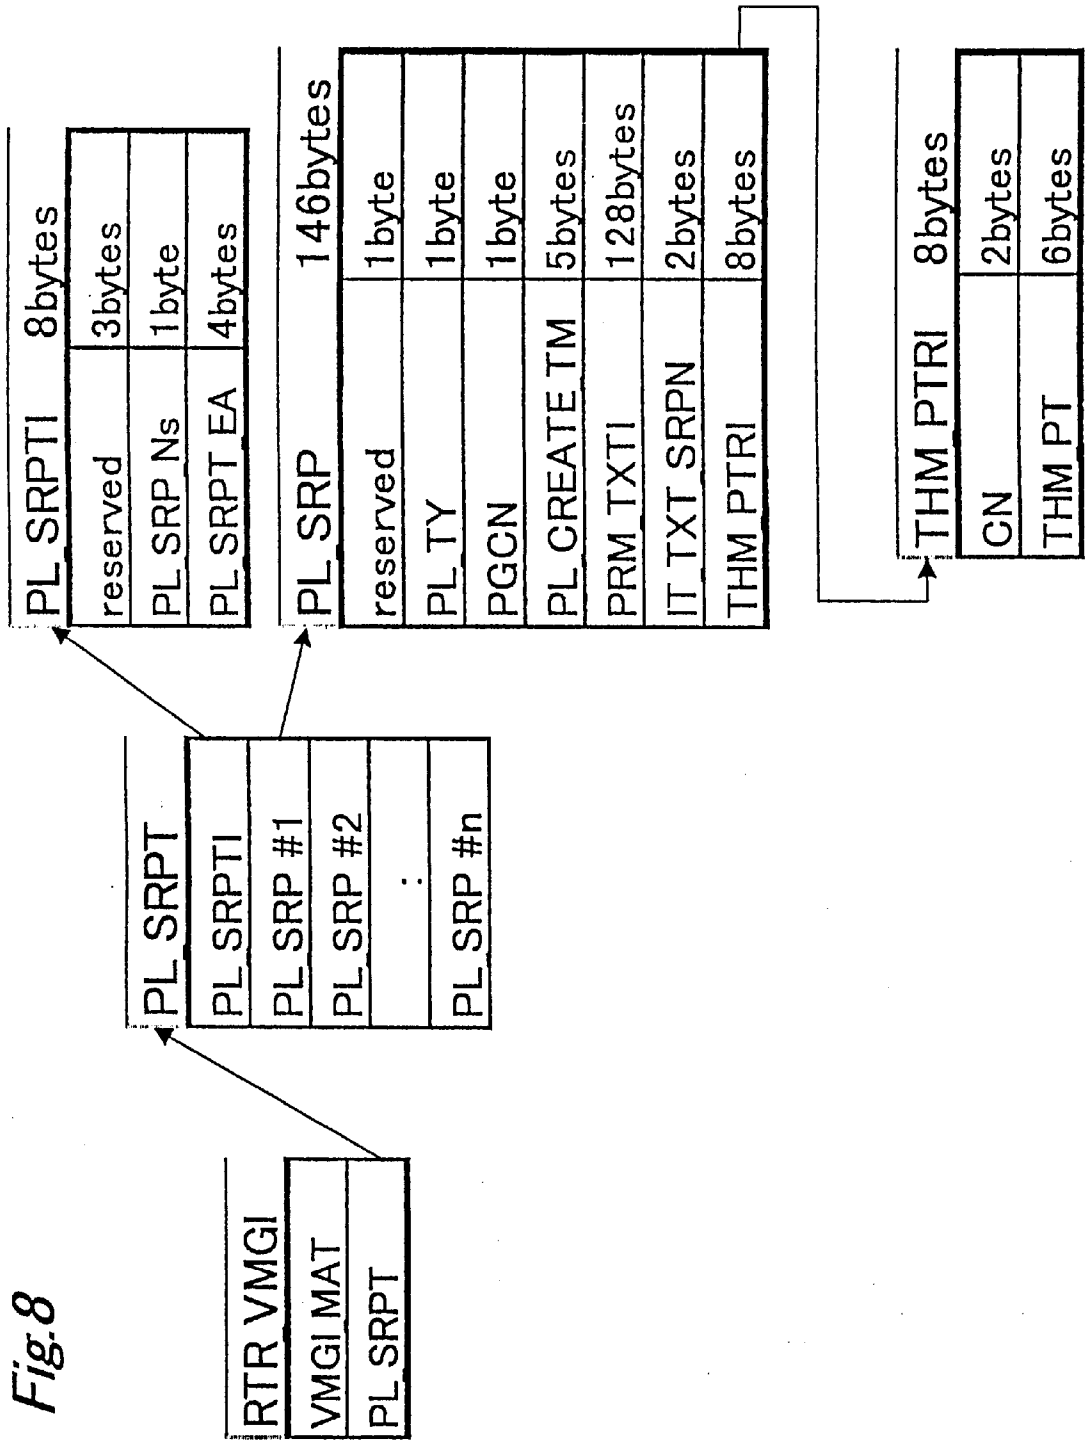 Fig.8
RTR VMGI
VMGI MAT
PL SRPT
PL SRPT
PL SRPTI
PL SRP #1
PL SRP #2
:
PL SRP #n
PL SRPTI 8bytes
reserved 3bytes
PL SRP Ns 1byte
PL SRPT EA 4bytes
PL SRP 146bytes
reserved 1byte
PL TY 1byte
PGCN 1byte
PL CREATE TM 5bytes
PRM TXTI 128bytes
IT TXT SRPN 2bytes
THM PTRI 8bytes
THM PTRI 8bytes
CN 2bytes
THM PT 6bytes